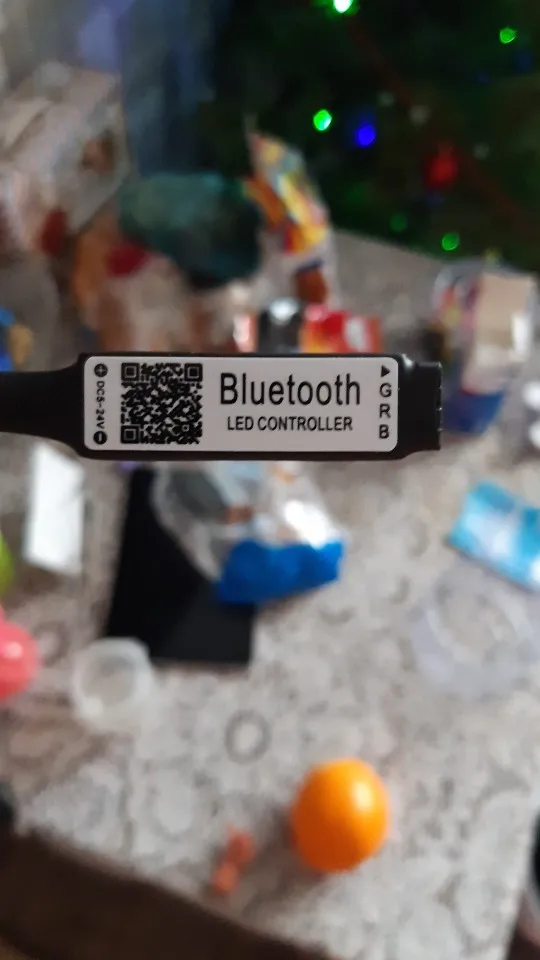 DC5-24V
Bluetooth
LED CONTROLLER
G
R
B